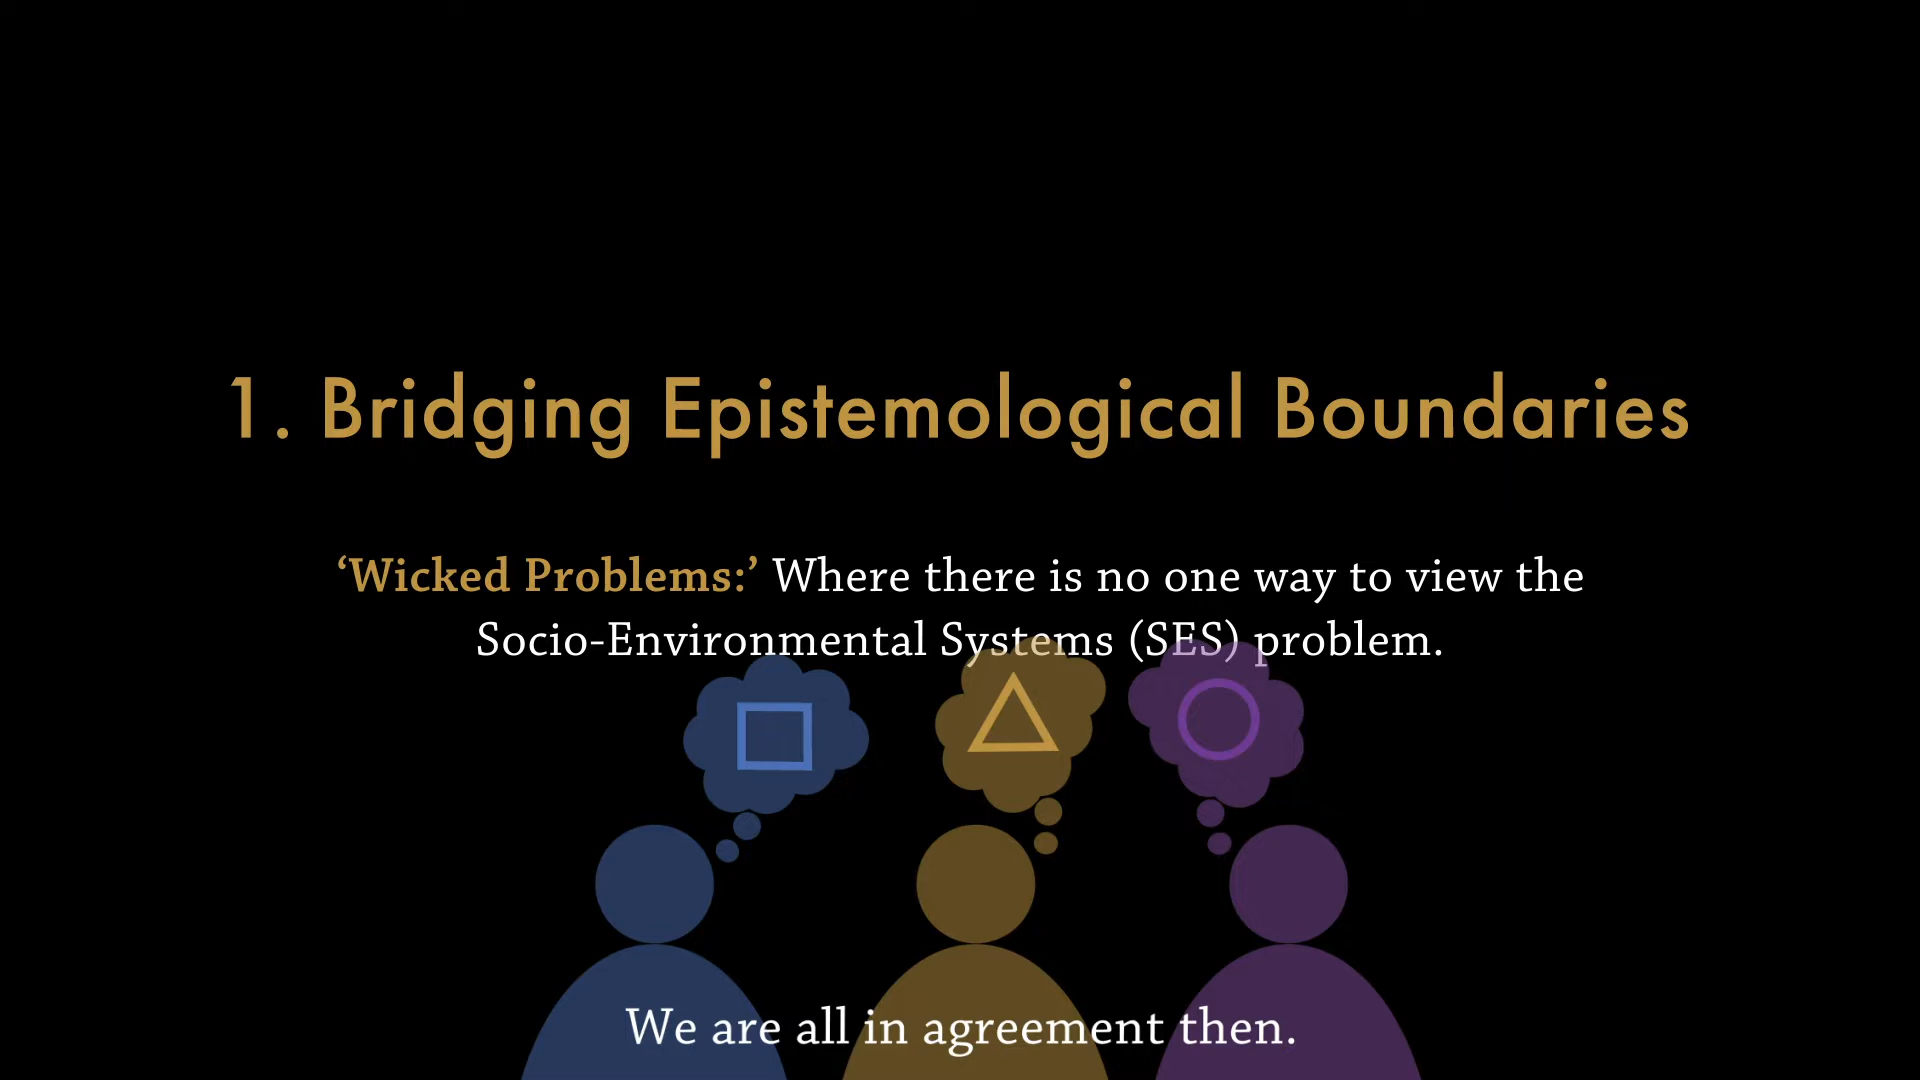 1. Bridging Epistemological Boundaries
‘Wicked Problems:’ Where there is no one way to view the
Socio-Environmental Systems (SES) problem.
We are all in agreement then.